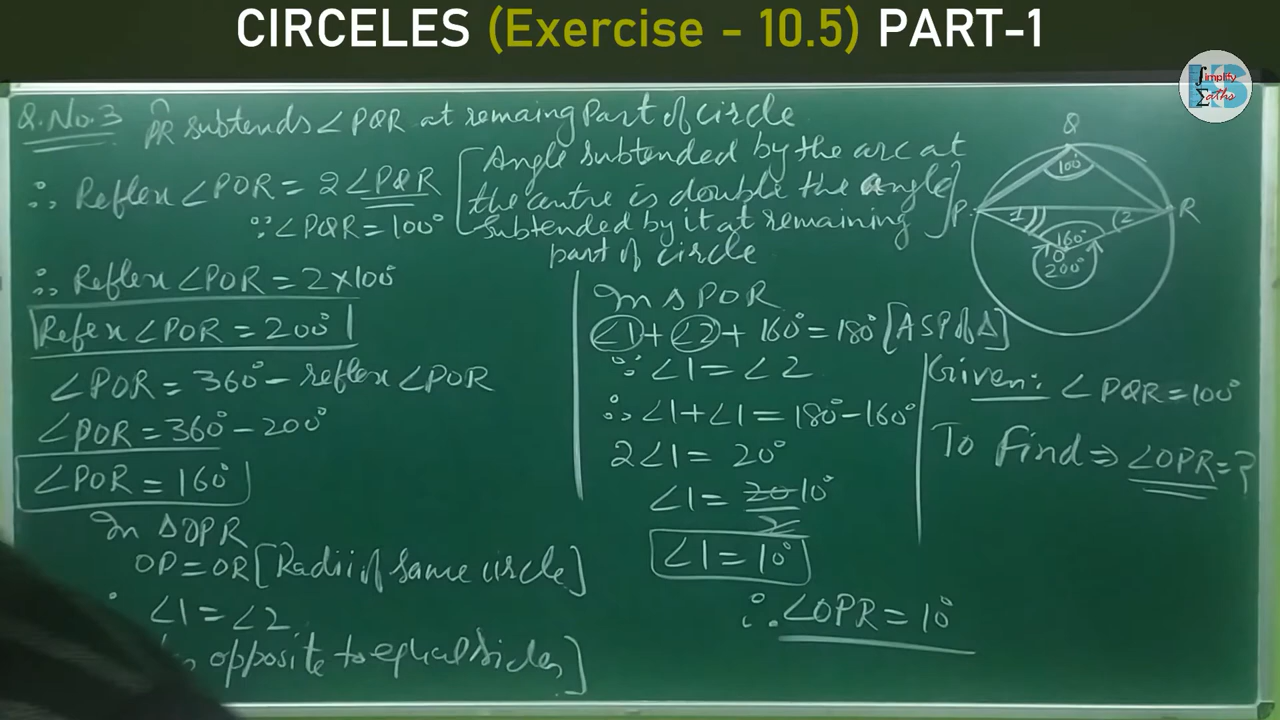 CIRCELES (Exercise - 10.5) PART-1
Simplify
Maths
Q.No.3 PR subtends ∠PQR at remaing Part of circle
∴ Reflex ∠POR = 2∠PQR
∵ ∠PQR = 100°
[Angle subtended by the arc at
the centre is double the angle
subtended by it at remaining
part of circle]
∴ Reflex ∠POR = 2×100°
Refex ∠POR = 200°
∠POR = 360° - reflex ∠POR
∠POR = 360° - 200°
∠POR = 160°
In △OPR
OP = OR [Radii of same circle]
∴ ∠1 = ∠2
opposite to equal sides]
In △ POR
∠1 + ∠2 + 160° = 180° [ASP of △]
∵ ∠1 = ∠2
∴ ∠1 + ∠1 = 180° - 160°
2∠1 = 20°
∠1 = 20 10°
2
∠1 = 10°
∴ ∠OPR = 10°
Q
100°
P
1
2
R
160°
O
200°
Given: ∠PQR = 100°
To Find ⇒ ∠OPR = ?